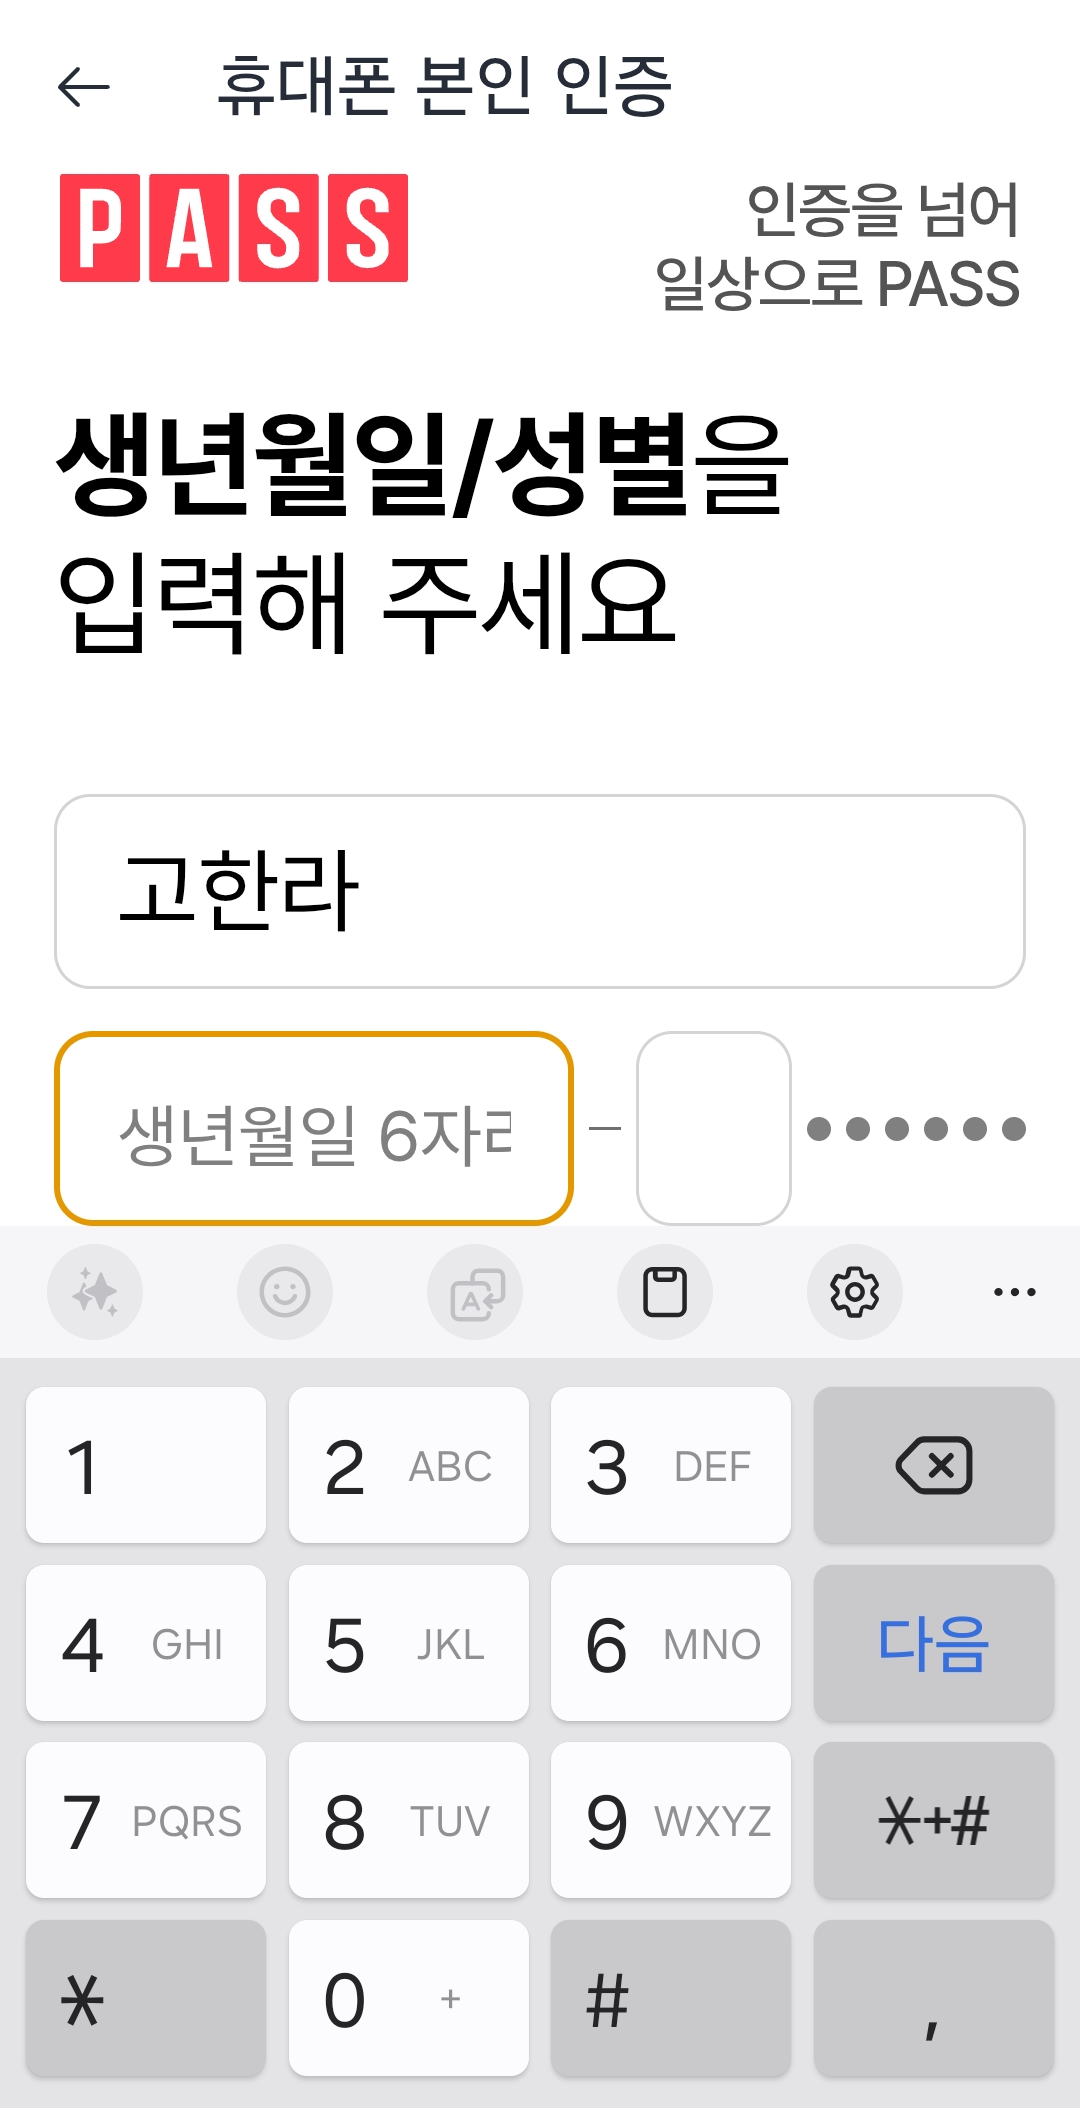 휴대폰 본인 인증
PASS
인증을 넘어
일상으로 PASS
생년월일/성별을
입력해 주세요
고한라
생년월일 6자리
1
2 ABC
3 DEF
4 GHI
5 JKL
6 MNO
다음
7 PQRS
8 TUV
9 WXYZ
*+#
*
0 +
#
,